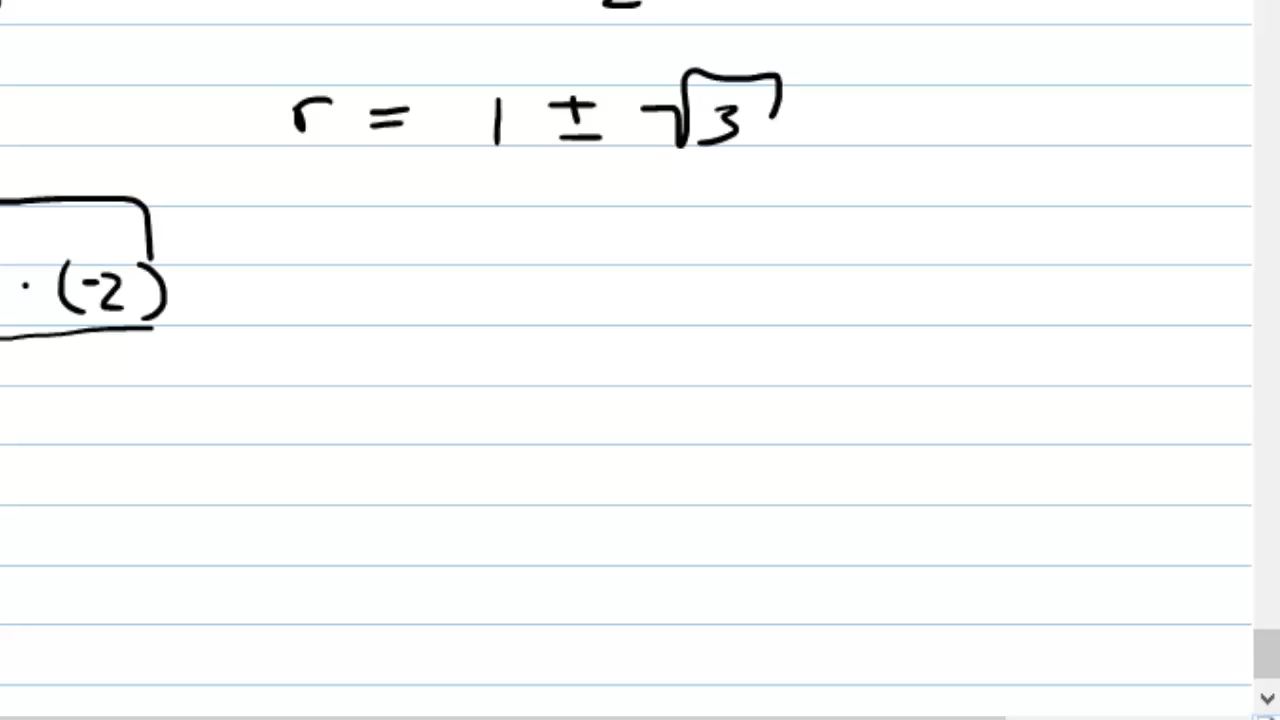 r = 1 ± √3
· (-2)